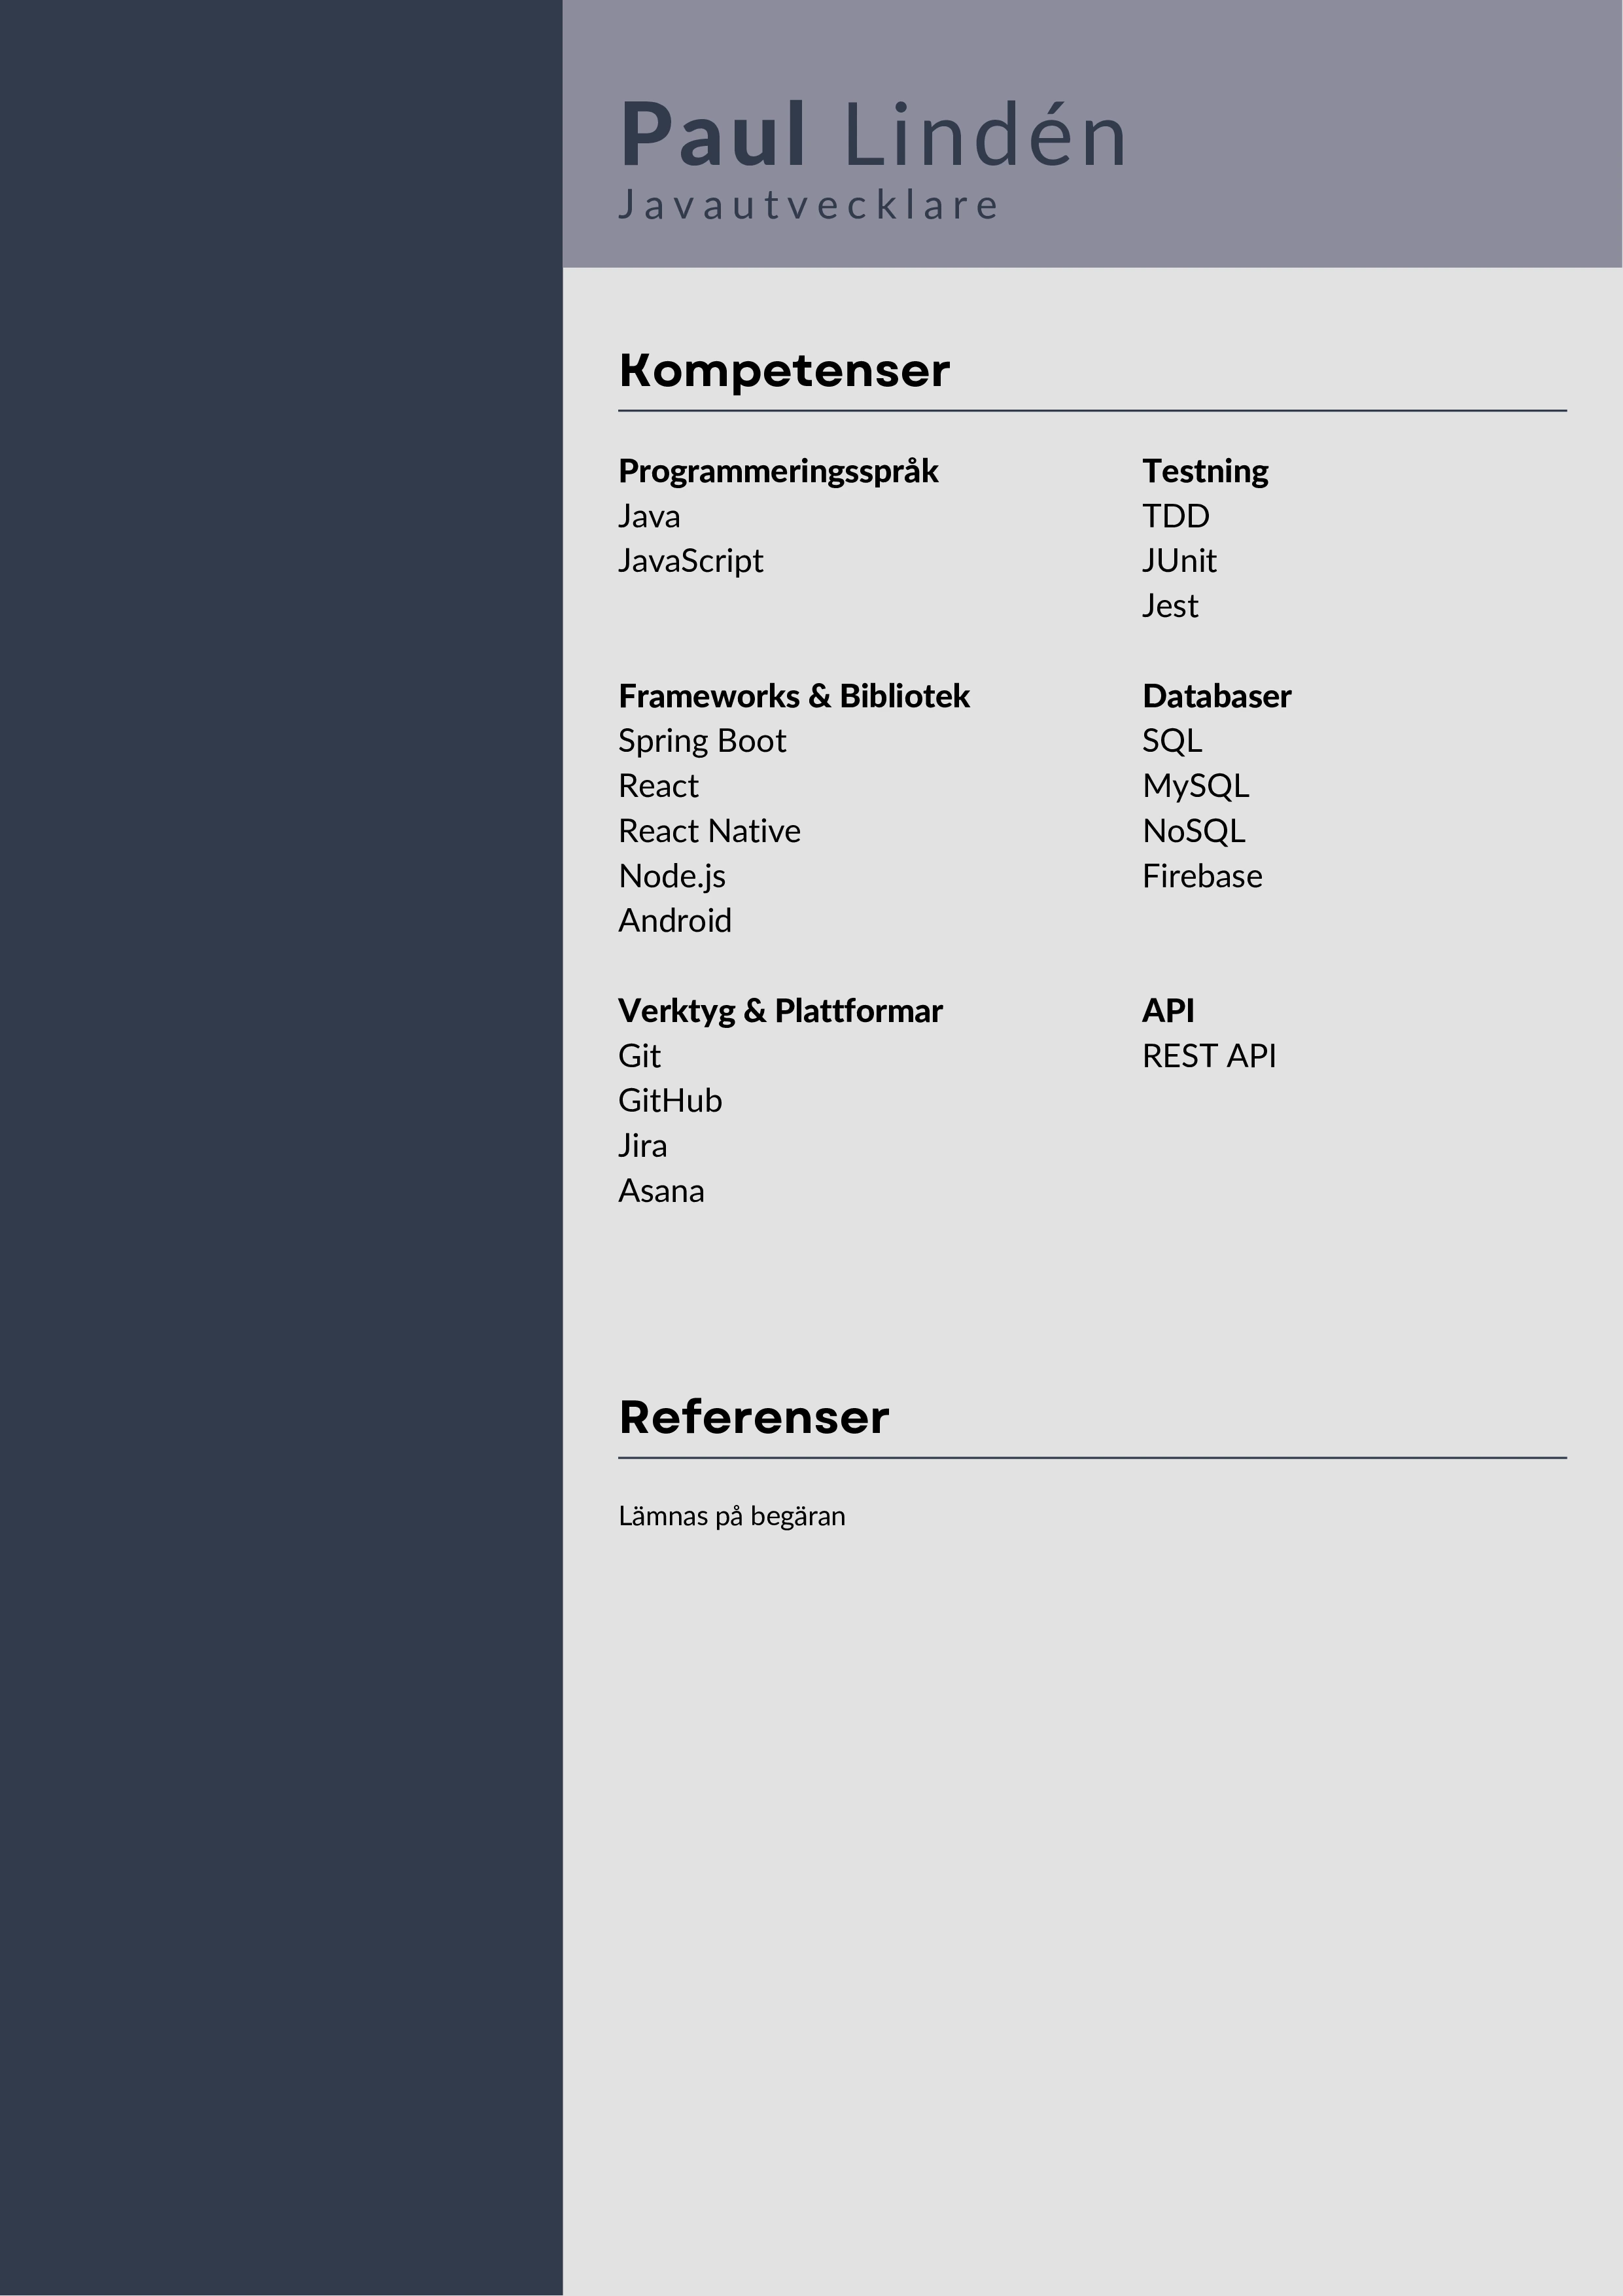 Paul Lindén
Javautvecklare
Kompetenser
Programmeringsspråk
Java
JavaScript
Testning
TDD
JUnit
Jest
Frameworks & Bibliotek
Spring Boot
React
React Native
Node.js
Android
Databaser
SQL
MySQL
NoSQL
Firebase
Verktyg & Plattformar
Git
GitHub
Jira
Asana
API
REST API
Referenser
Lämnas på begäran